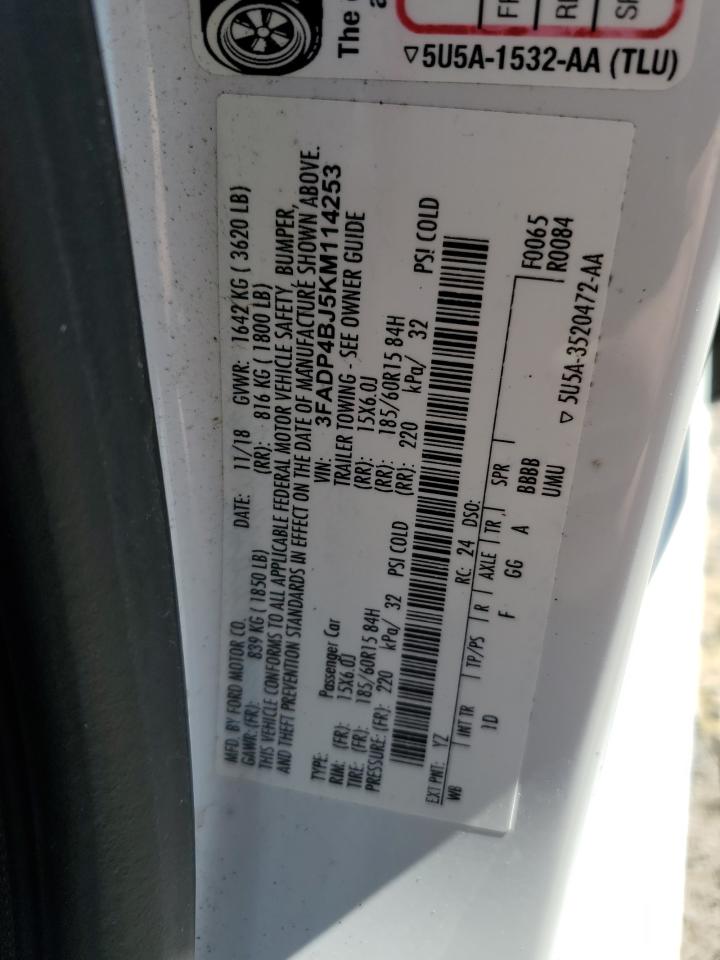 The
a
FR
SP
▽5U5A-1532-AA (TLU)
MFD. BY FORD MOTOR CO.
DATE: 11/18 GVWR: 1642 KG ( 3620 LB)
GAWR: (FR): 839 KG ( 1850 LB) (RR): 816 KG ( 1800 LB)
THIS VEHICLE CONFORMS TO ALL APPLICABLE FEDERAL MOTOR VEHICLE SAFETY, BUMPER,
AND THEFT PREVENTION STANDARDS IN EFFECT ON THE DATE OF MANUFACTURE SHOWN ABOVE.
VIN: 3FADP4BJ5KM114253
TYPE: Passenger Car TRAILER TOWING - SEE OWNER GUIDE
RIM: (FR): 15X6.0J (RR): 15X6.0J
TIRE: (FR): 185/60R15 84H (RR): 185/60R15 84H
PRESSURE: (FR): 220 kPa/ 32 PSI COLD (RR): 220 kPa/ 32 PSI COLD
EXT PNT: YZ RC: 24 DSO: F0065
WB INT TR TP/PS R AXLE TR SPR R0084
1D F GG A BBBB
UMU
▽ 5U5A-3520472-AA